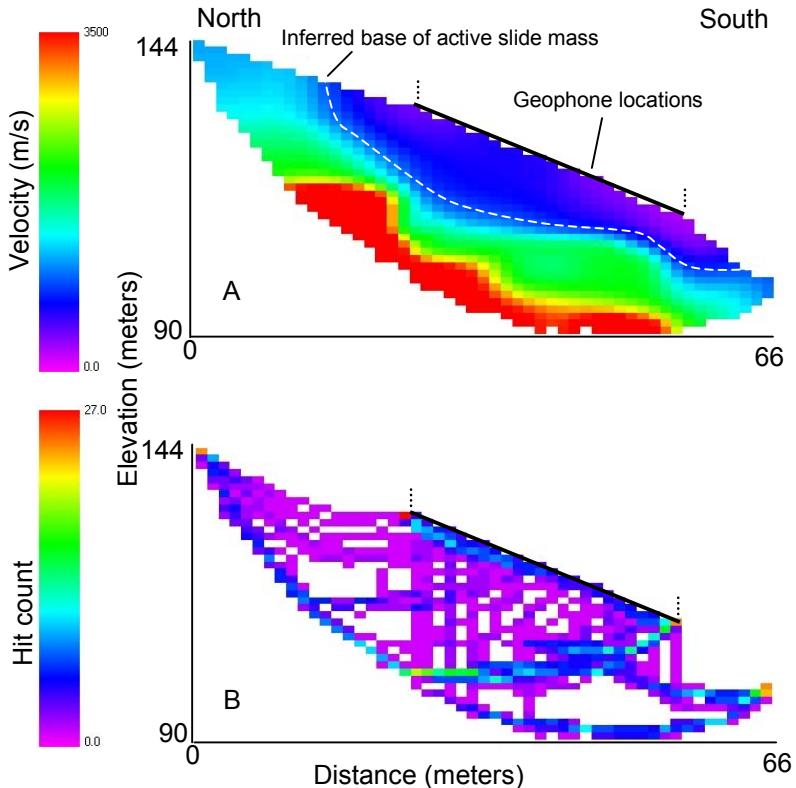 North
South
144
Inferred base of active slide mass
Geophone locations
3500
Velocity (m/s)
0.0
A
90
0
66
Elevation (meters)
144
27.0
Hit count
0.0
B
90
0
66
Distance (meters)